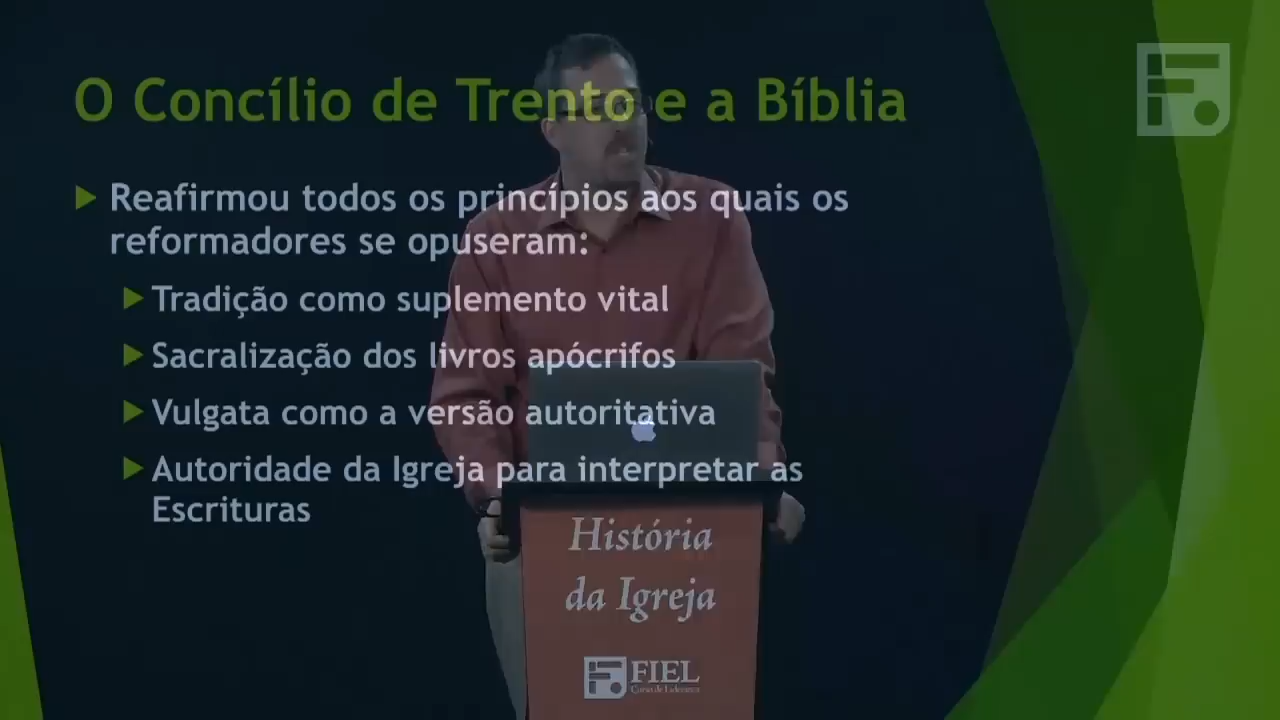 O Concílio de Trento e a Bíblia
Reafirmou todos os princípios aos quais os
reformadores se opuseram:
Tradição como suplemento vital
Sacralização dos livros apócrifos
Vulgata como a versão autoritativa
Autoridade da Igreja para interpretar as
Escrituras
História
da Igreja
FIEL